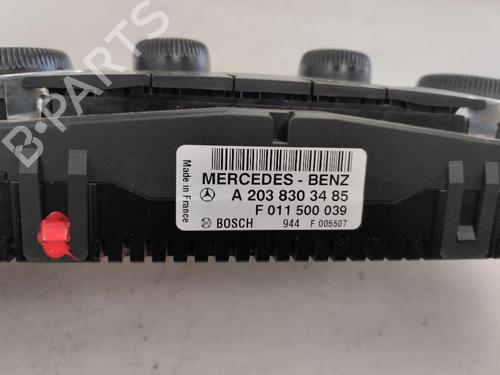 B-PARTS
MERCEDES - BENZ
A 203 830 34 85
F 011 500 039
BOSCH 944 F 005507
Made in France